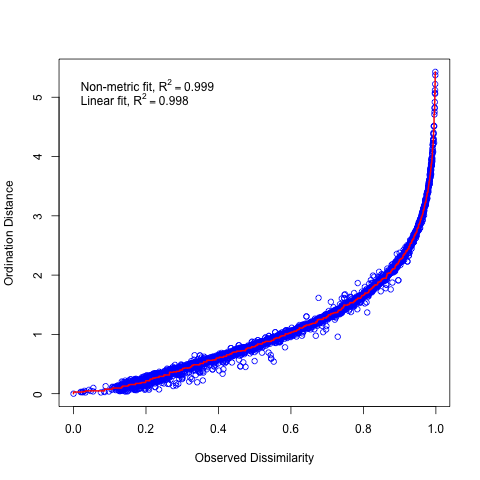 Non-metric fit, R² = 0.999
Linear fit, R² = 0.998
Ordination Distance
5
4
3
2
1
0
0.0 0.2 0.4 0.6 0.8 1.0
Observed Dissimilarity